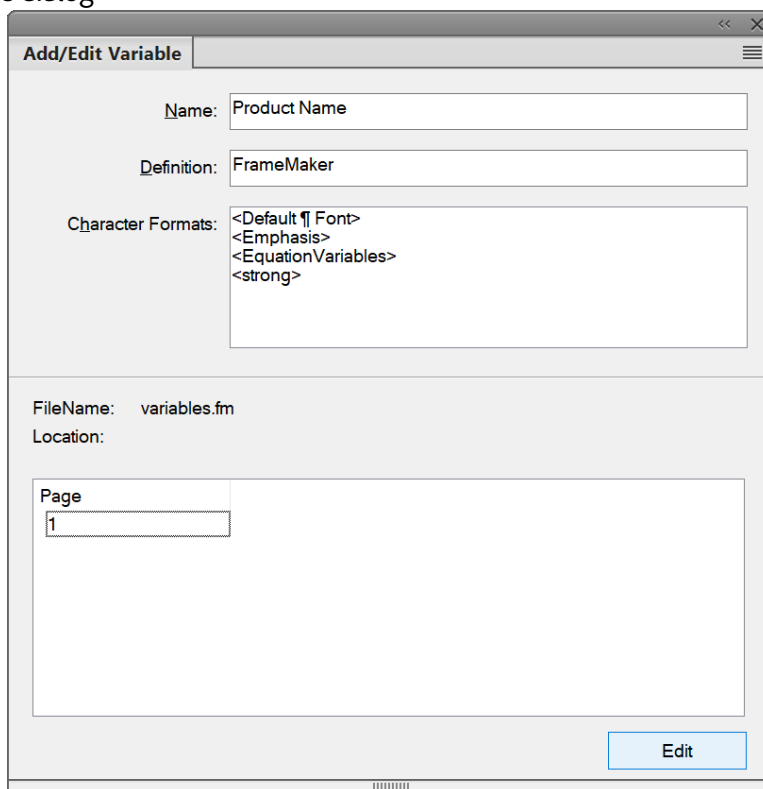 Add/Edit Variable
Name: Product Name
Definition: FrameMaker
Character Formats: <Default ¶ Font>
<Emphasis>
<EquationVariables>
<strong>
FileName: variables.fm
Location:
Page
1
Edit